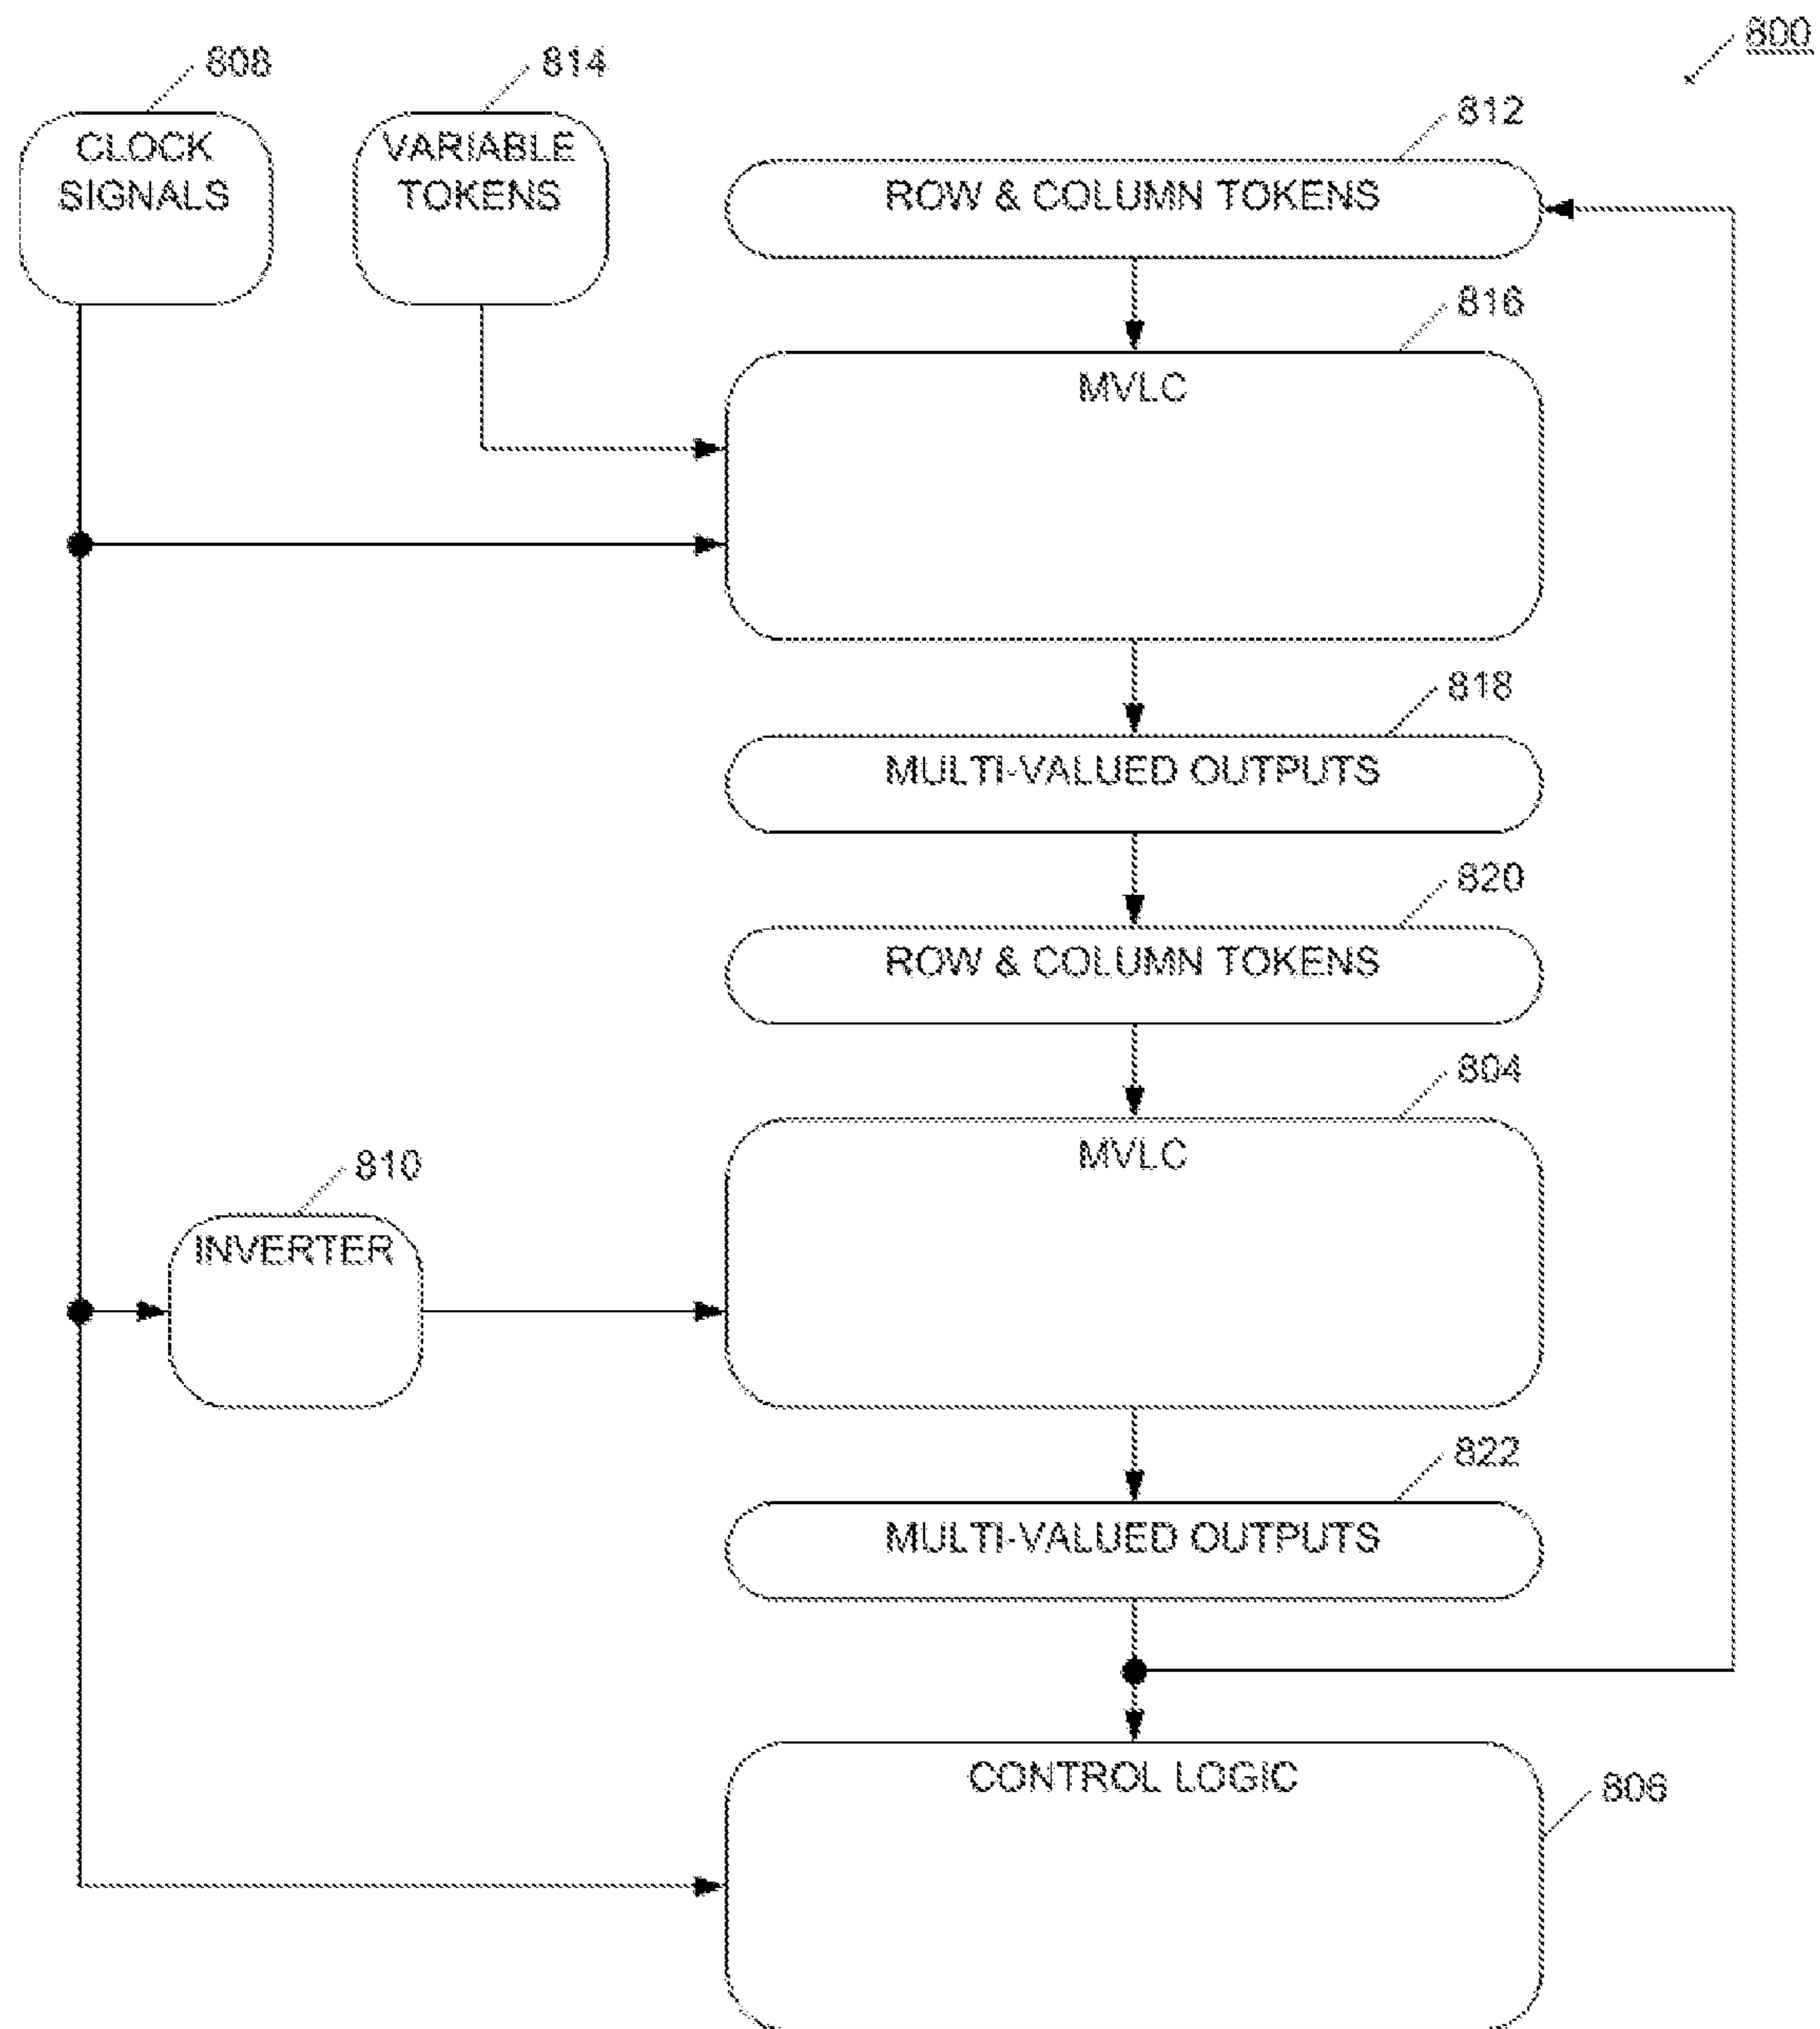 800
808
814
CLOCK
SIGNALS
VARIABLE
TOKENS
812
ROW & COLUMN TOKENS
816
MVLC
818
MULTI-VALUED OUTPUTS
820
ROW & COLUMN TOKENS
804
MVLC
810
INVERTER
822
MULTI-VALUED OUTPUTS
CONTROL LOGIC
806